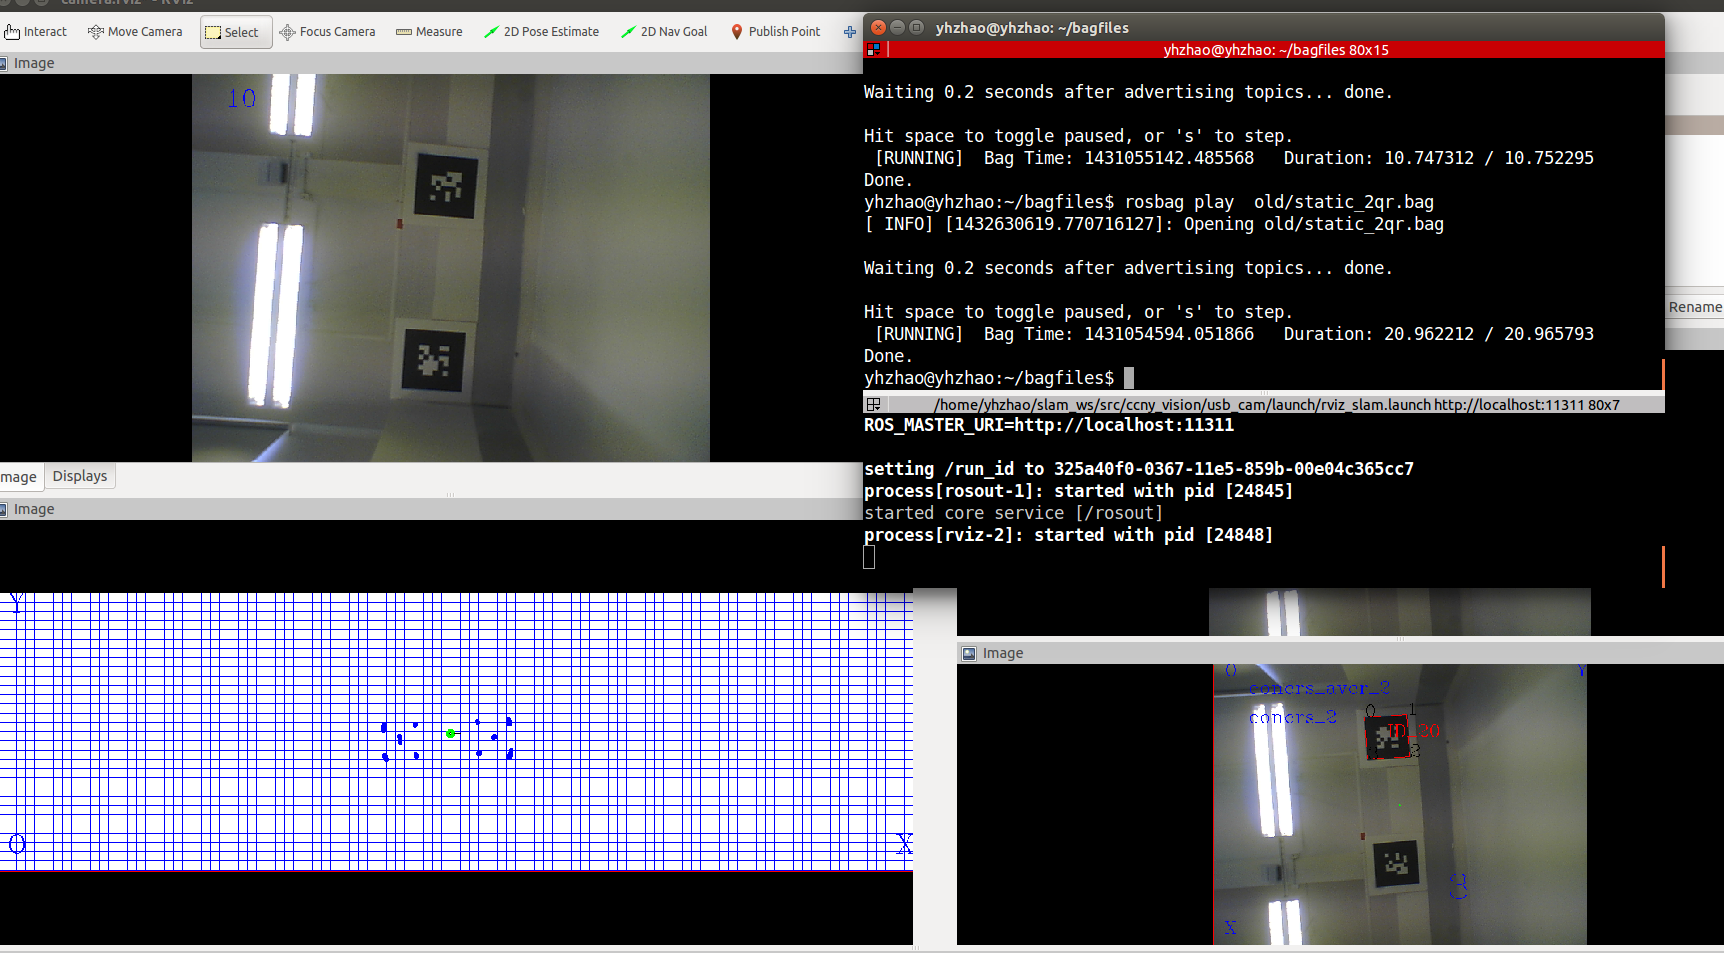 camera.rviz - RViz
Interact Move Camera Select Focus Camera Measure 2D Pose Estimate 2D Nav Goal Publish Point
Image
10
mage Displays
Image
Y
O X
yhzhao@yhzhao: ~/bagfiles
yhzhao@yhzhao: ~/bagfiles 80x15
Waiting 0.2 seconds after advertising topics... done.
Hit space to toggle paused, or 's' to step.
[RUNNING] Bag Time: 1431055142.485568 Duration: 10.747312 / 10.752295
Done.
yhzhao@yhzhao:~/bagfiles$ rosbag play old/static_2qr.bag
[ INFO] [1432630619.770716127]: Opening old/static_2qr.bag
Waiting 0.2 seconds after advertising topics... done.
Hit space to toggle paused, or 's' to step.
[RUNNING] Bag Time: 1431054594.051866 Duration: 20.962212 / 20.965793
Done.
yhzhao@yhzhao:~/bagfiles$
/home/yhzhao/slam_ws/src/ccny_vision/usb_cam/launch/rviz_slam.launch http://localhost:11311 80x7
ROS_MASTER_URI=http://localhost:11311
setting /run_id to 325a40f0-0367-11e5-859b-00e04c365cc7
process[rosout-1]: started with pid [24845]
started core service [/rosout]
process[rviz-2]: started with pid [24848]
Rename
Image
O Y
coners_aver_2
coners_2
0 1
ID_20
3
X